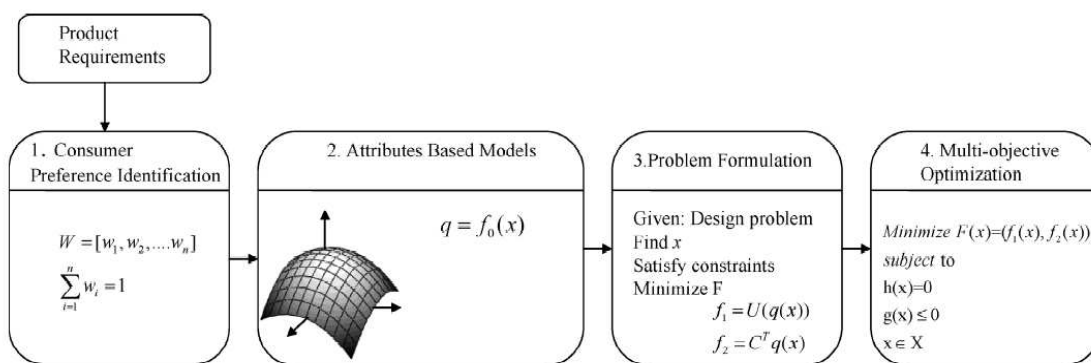 Product
Requirements
1. Consumer
Preference Identification
W = [w₁, w₂, ....wₙ]
n
∑ wᵢ = 1
i=1
2. Attributes Based Models
q = f₀(x)
3.Problem Formulation
Given: Design problem
Find x
Satisfy constraints
Minimize F
f₁ = U(q(x))
f₂ = Cᵀ q(x)
4. Multi-objective
Optimization
Minimize F(x)=(f₁(x), f₂(x))
subject to
h(x)=0
g(x) ≤ 0
x ∈ X